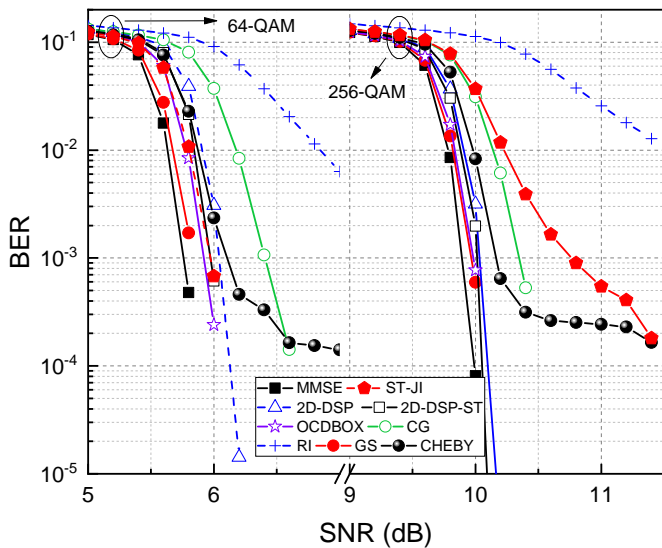 10^-1
10^-2
10^-3
10^-4
10^-5
BER
64-QAM
256-QAM
MMSE ST-JI
2D-DSP 2D-DSP-ST
OCDBOX CG
RI GS CHEBY
5 6 9 10 11
SNR (dB)